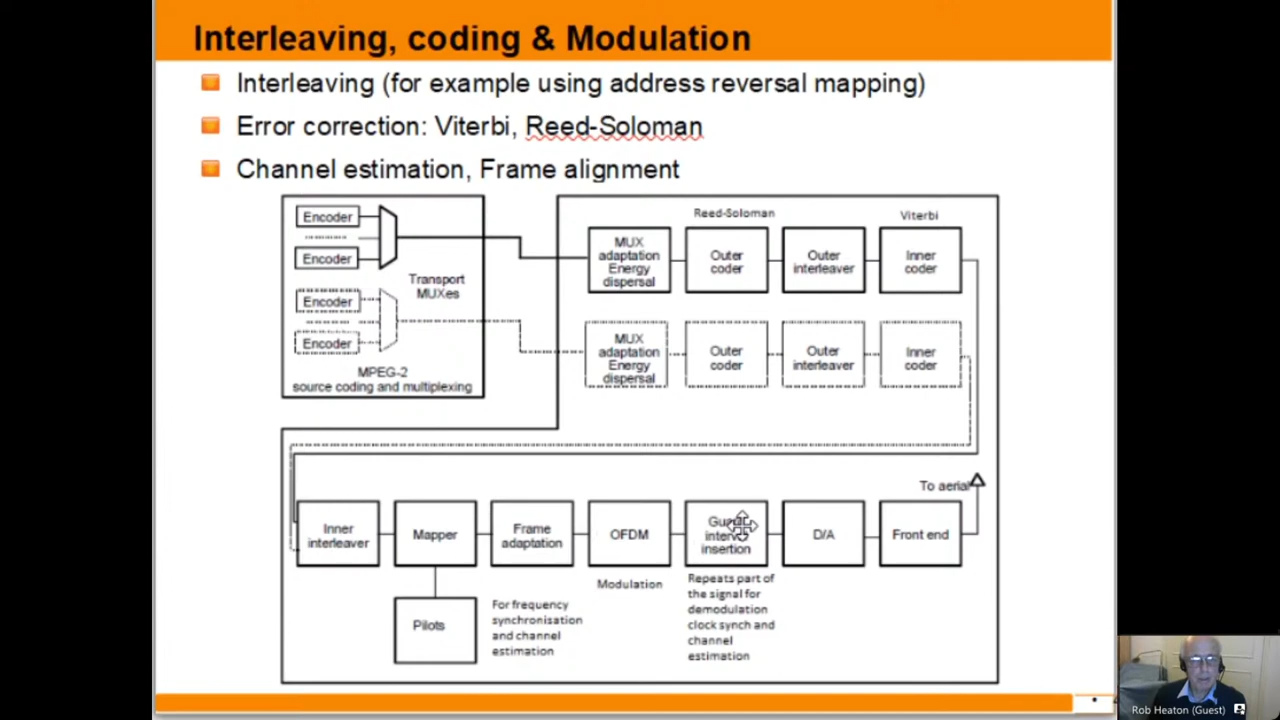 Interleaving, coding & Modulation
Interleaving (for example using address reversal mapping)
Error correction: Viterbi, Reed-Soloman
Channel estimation, Frame alignment
Encoder
Encoder
Transport
MUXes
Encoder
Encoder
MPEG-2
source coding and multiplexing
Reed-Soloman
Viterbi
MUX
adaptation
Energy
dispersal
Outer
coder
Outer
interleaver
Inner
coder
MUX
adaptation
Energy
dispersal
Outer
coder
Outer
interleaver
Inner
coder
To aerial
Inner
interleaver
Mapper
Frame
adaptation
OFDM
insertion
D/A
Front end
Pilots
For frequency
synchronisation
and channel
estimation
Modulation
Repeats part of
the signal for
demodulation
clock synch and
channel
estimation
Rob Heaton (Guest)